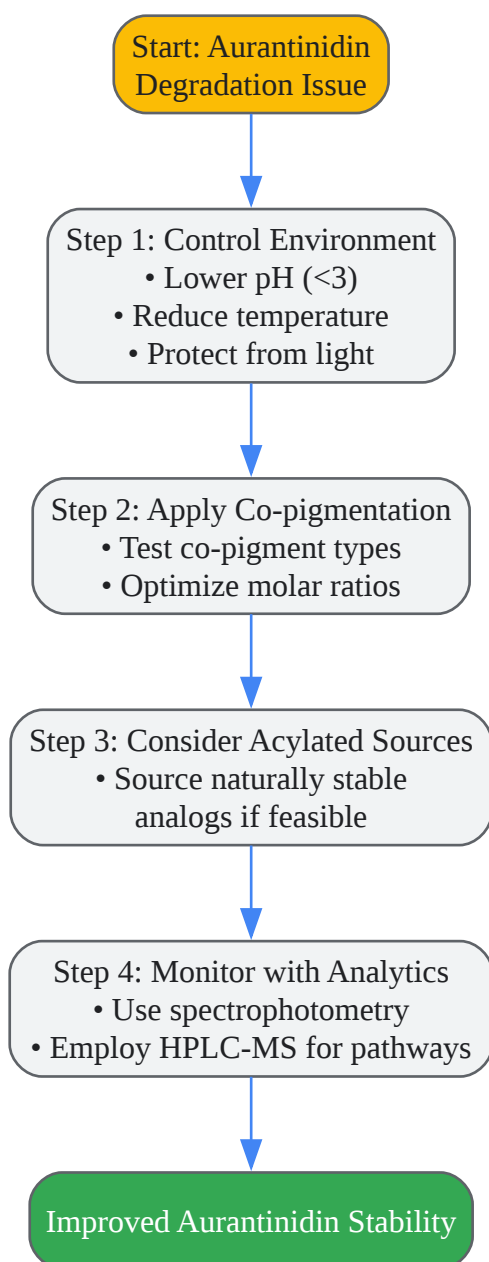 Start: Aurantinidin
Degradation Issue
Step 1: Control Environment
• Lower pH (<3)
• Reduce temperature
• Protect from light
Step 2: Apply Co-pigmentation
• Test co-pigment types
• Optimize molar ratios
Step 3: Consider Acylated Sources
• Source naturally stable
analogs if feasible
Step 4: Monitor with Analytics
• Use spectrophotometry
• Employ HPLC-MS for pathways
Improved Aurantinidin Stability